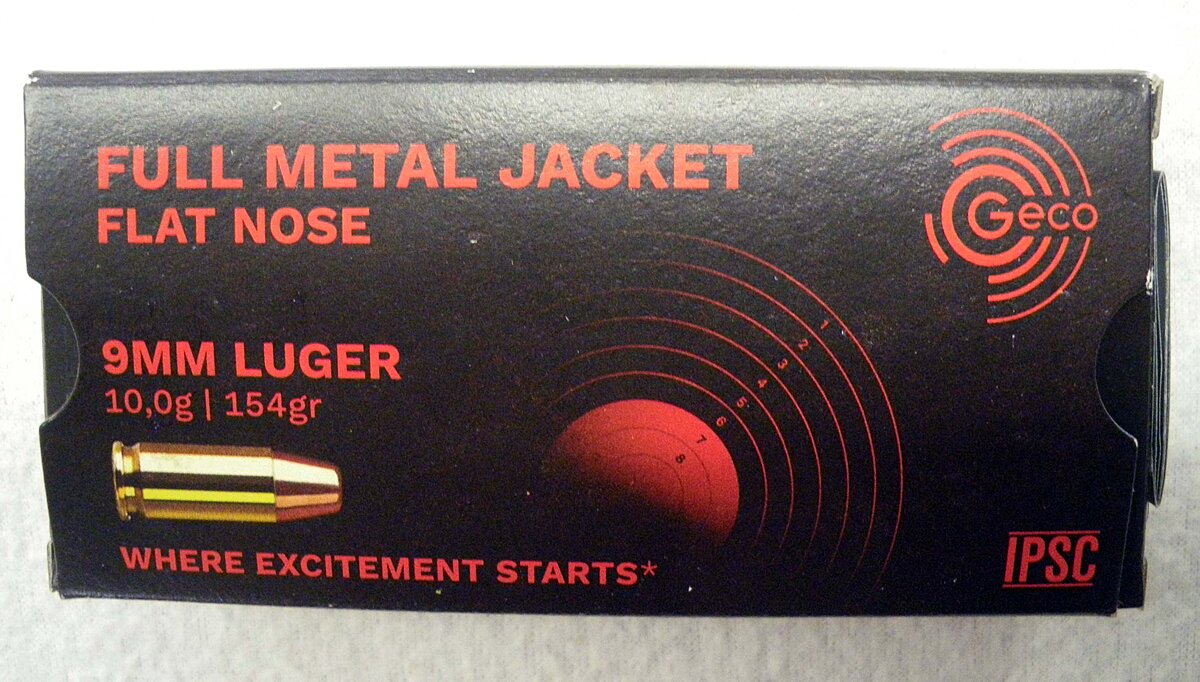 FULL METAL JACKET
FLAT NOSE
Geco
9MM LUGER
10,0g | 154gr
1
2
3
4
5
6
7
8
WHERE EXCITEMENT STARTS*
IPSC